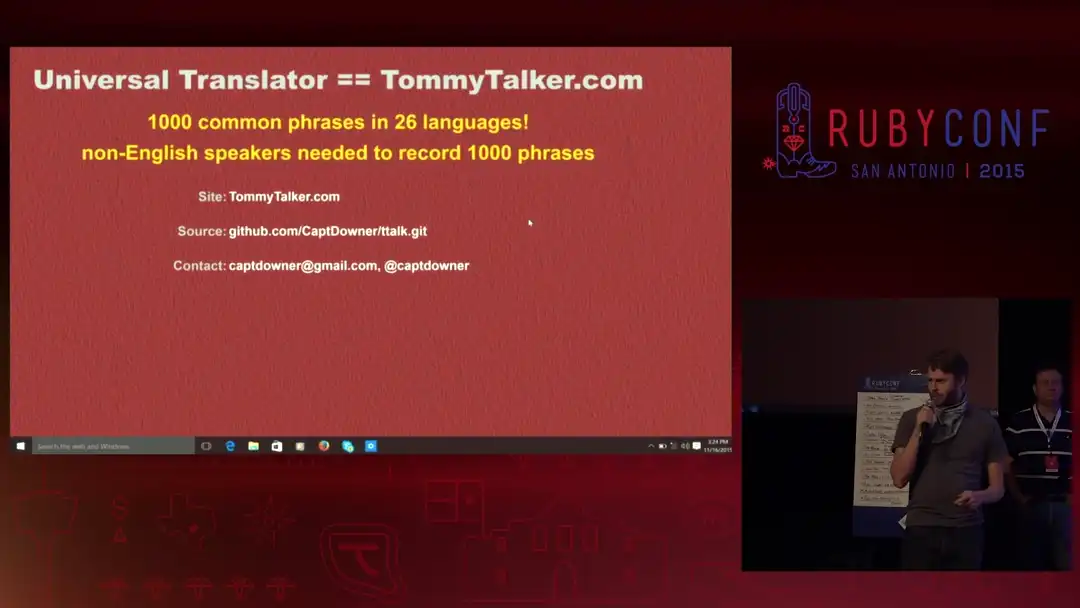 Universal Translator == TommyTalker.com
1000 common phrases in 26 languages!
non-English speakers needed to record 1000 phrases
Site: TommyTalker.com
Source: github.com/CaptDowner/ttalk.git
Contact: captdowner@gmail.com, @captdowner
Search the web and Windows
3:24 PM
11/16/2015
RUBYCONF
SAN ANTONIO | 2015
RUBYCONF